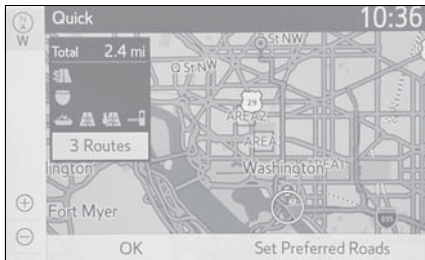 Quick
10:36
N
W
St NW
Total 2.4 mi
Q St NW
29
AREA2
3 Routes
AREA
ington
Washington
AREA1
Fort Myer
695
OK
Set Preferred Roads